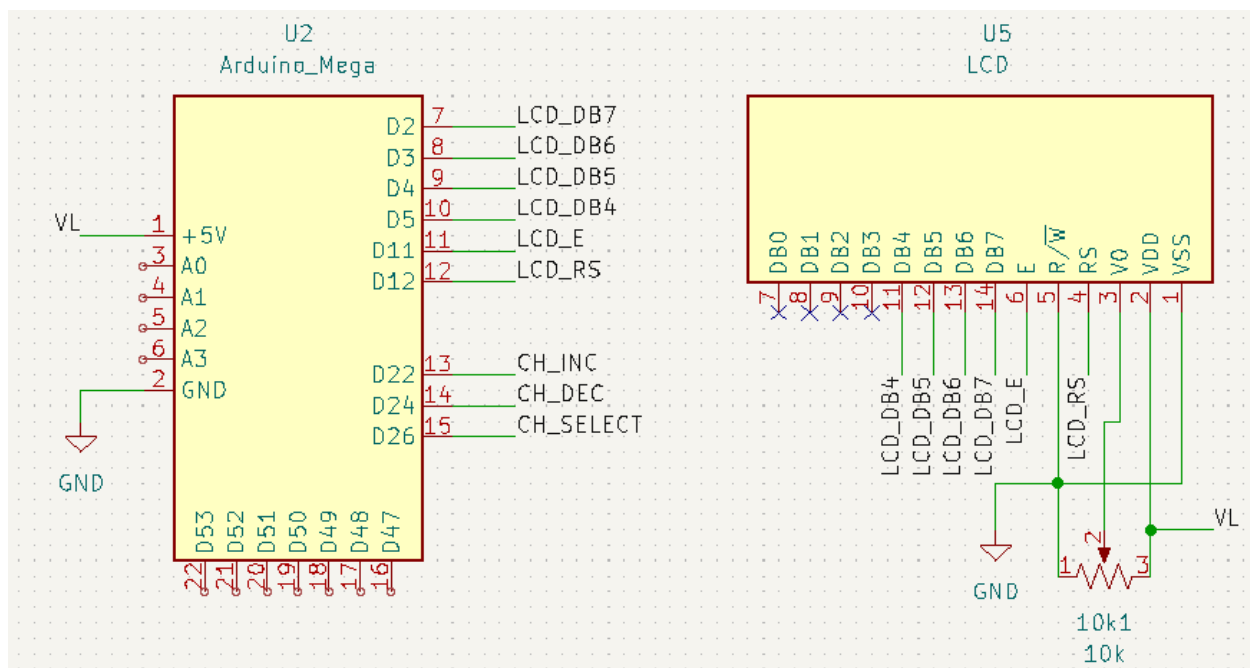 U2
Arduino_Mega
D2 7 LCD_DB7
D3 8 LCD_DB6
D4 9 LCD_DB5
D5 10 LCD_DB4
VL 1 +5V
D11 11 LCD_E
3 A0
D12 12 LCD_RS
4 A1
5 A2
6 A3
D22 13 CH_INC
2 GND
D24 14 CH_DEC
D26 15 CH_SELECT
GND
D53 D52 D51 D50 D49 D48 D47
22 21 20 19 18 17 16
U5
LCD
DB0 DB1 DB2 DB3 DB4 DB5 DB6 DB7 E R/W RS V0 VDD VSS
7 8 9 10 11 12 13 14 6 5 4 3 2 1
LCD_DB4 LCD_DB5 LCD_DB6 LCD_DB7 LCD_E LCD_RS
VL
2
1 3
GND
10k1
10k